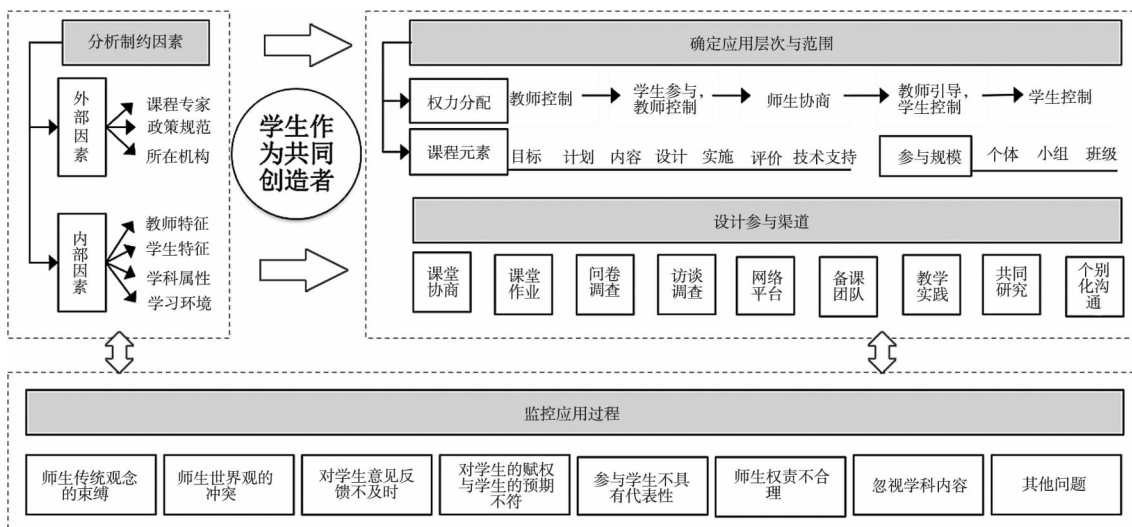 分析制约因素
外部因素
课程专家
政策规范
所在机构
内部因素
教师特征
学生特征
学科属性
学习环境
学生作
为共同
创造者
确定应用层次与范围
权力分配
教师控制
学生参与,
教师控制
师生协商
教师引导,
学生控制
学生控制
课程元素
目标 计划 内容 设计 实施 评价 技术支持
参与规模
个体 小组 班级
设计参与渠道
课堂
协商
课堂
作业
问卷
调查
访谈
调查
网络
平台
备课
团队
教学
实践
共同
研究
个别
化沟
通
监控应用过程
师生传统观念
的束缚
师生世界观的
冲突
对学生意见反
馈不及时
对学生的赋权
与学生的预期
不符
参与学生不具
有代表性
师生权责不合
理
忽视学科内容
其他问题